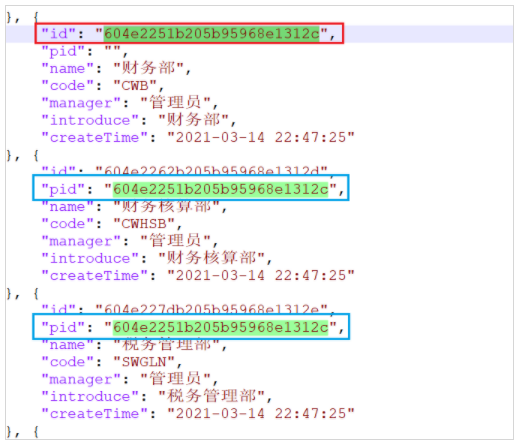 }, {
"id": "604e2251b205b95968e1312c",
"pid": "",
"name": "财务部",
"code": "CWB",
"manager": "管理员",
"introduce": "财务部",
"createTime": "2021-03-14 22:47:25"
}, {
"id": "604e2262b205b95968e1312d",
"pid": "604e2251b205b95968e1312c",
"name": "财务核算部",
"code": "CWHSB",
"manager": "管理员",
"introduce": "财务核算部",
"createTime": "2021-03-14 22:47:25"
}, {
"id": "604e227db205b95968e1312e",
"pid": "604e2251b205b95968e1312c",
"name": "税务管理部",
"code": "SWGLN",
"manager": "管理员",
"introduce": "税务管理部",
"createTime": "2021-03-14 22:47:25"
}, {